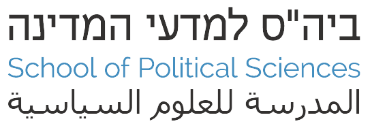 ביה"ס למדעי המדינה
School of Political Sciences
المدرسة للعلوم السياسية